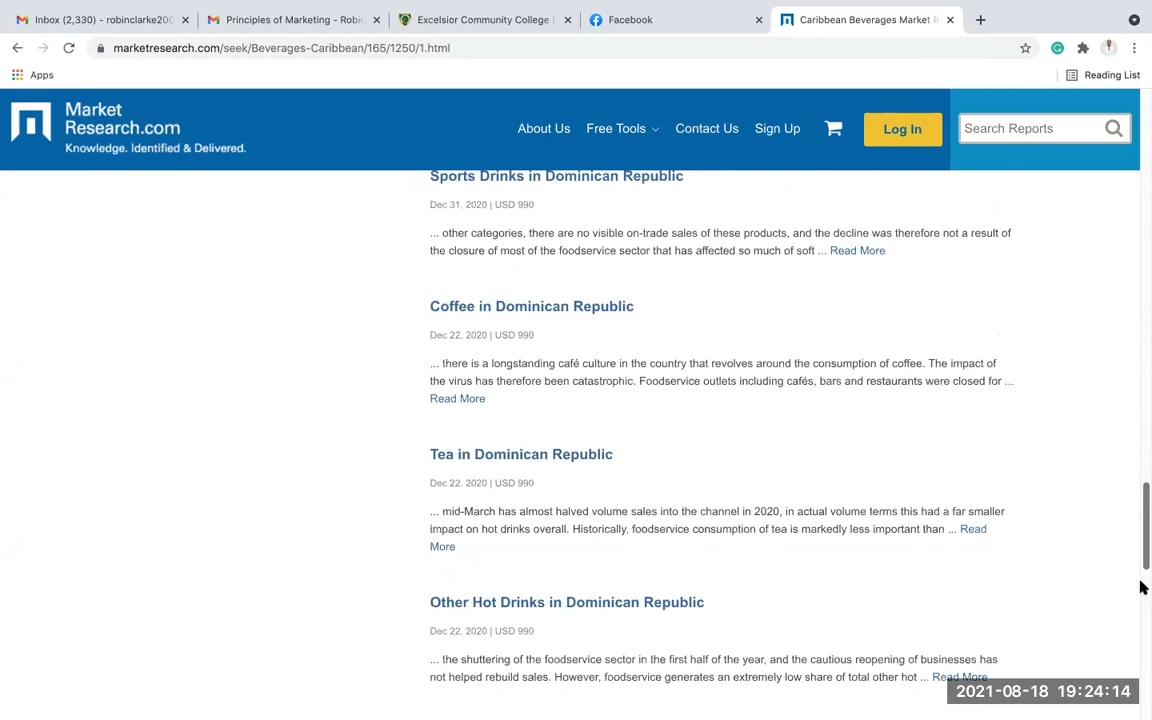 Inbox (2,330) - robinclarke200
Principles of Marketing - Robin
Excelsior Community College |
Facebook
Caribbean Beverages Market R
marketresearch.com/seek/Beverages-Caribbean/165/1250/1.html
Apps
Reading List
Market
Research.com
Knowledge. Identified & Delivered.
About Us
Free Tools
Contact Us
Sign Up
Log In
Search Reports
Sports Drinks in Dominican Republic
Dec 31, 2020 | USD 990
... other categories, there are no visible on-trade sales of these products, and the decline was therefore not a result of
the closure of most of the foodservice sector that has affected so much of soft ... Read More
Coffee in Dominican Republic
Dec 22, 2020 | USD 990
... there is a longstanding café culture in the country that revolves around the consumption of coffee. The impact of
the virus has therefore been catastrophic. Foodservice outlets including cafés, bars and restaurants were closed for ...
Read More
Tea in Dominican Republic
Dec 22, 2020 | USD 990
... mid-March has almost halved volume sales into the channel in 2020, in actual volume terms this had a far smaller
impact on hot drinks overall. Historically, foodservice consumption of tea is markedly less important than ... Read
More
Other Hot Drinks in Dominican Republic
Dec 22, 2020 | USD 990
... the shuttering of the foodservice sector in the first half of the year, and the cautious reopening of businesses has
not helped rebuild sales. However, foodservice generates an extremely low share of total other hot ... Read More
2021-08-18 19:24:14